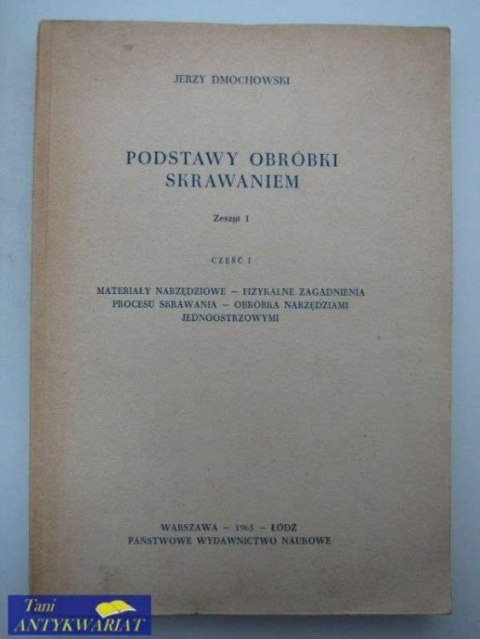 JERZY DMOCHOWSKI
PODSTAWY OBRÓBKI
SKRAWANIEM
Zeszyt 1
CZĘŚĆ I
MATERIAŁY NARZĘDZIOWE — FIZYKALNE ZAGADNIENIA
PROCESU SKRAWANIA — OBRÓBKA NARZĘDZIAMI
JEDNOOSTRZOWYMI
WARSZAWA — 1965 — ŁÓDŹ
PAŃSTWOWE WYDAWNICTWO NAUKOWE
Tani
ANTYKWARIAT